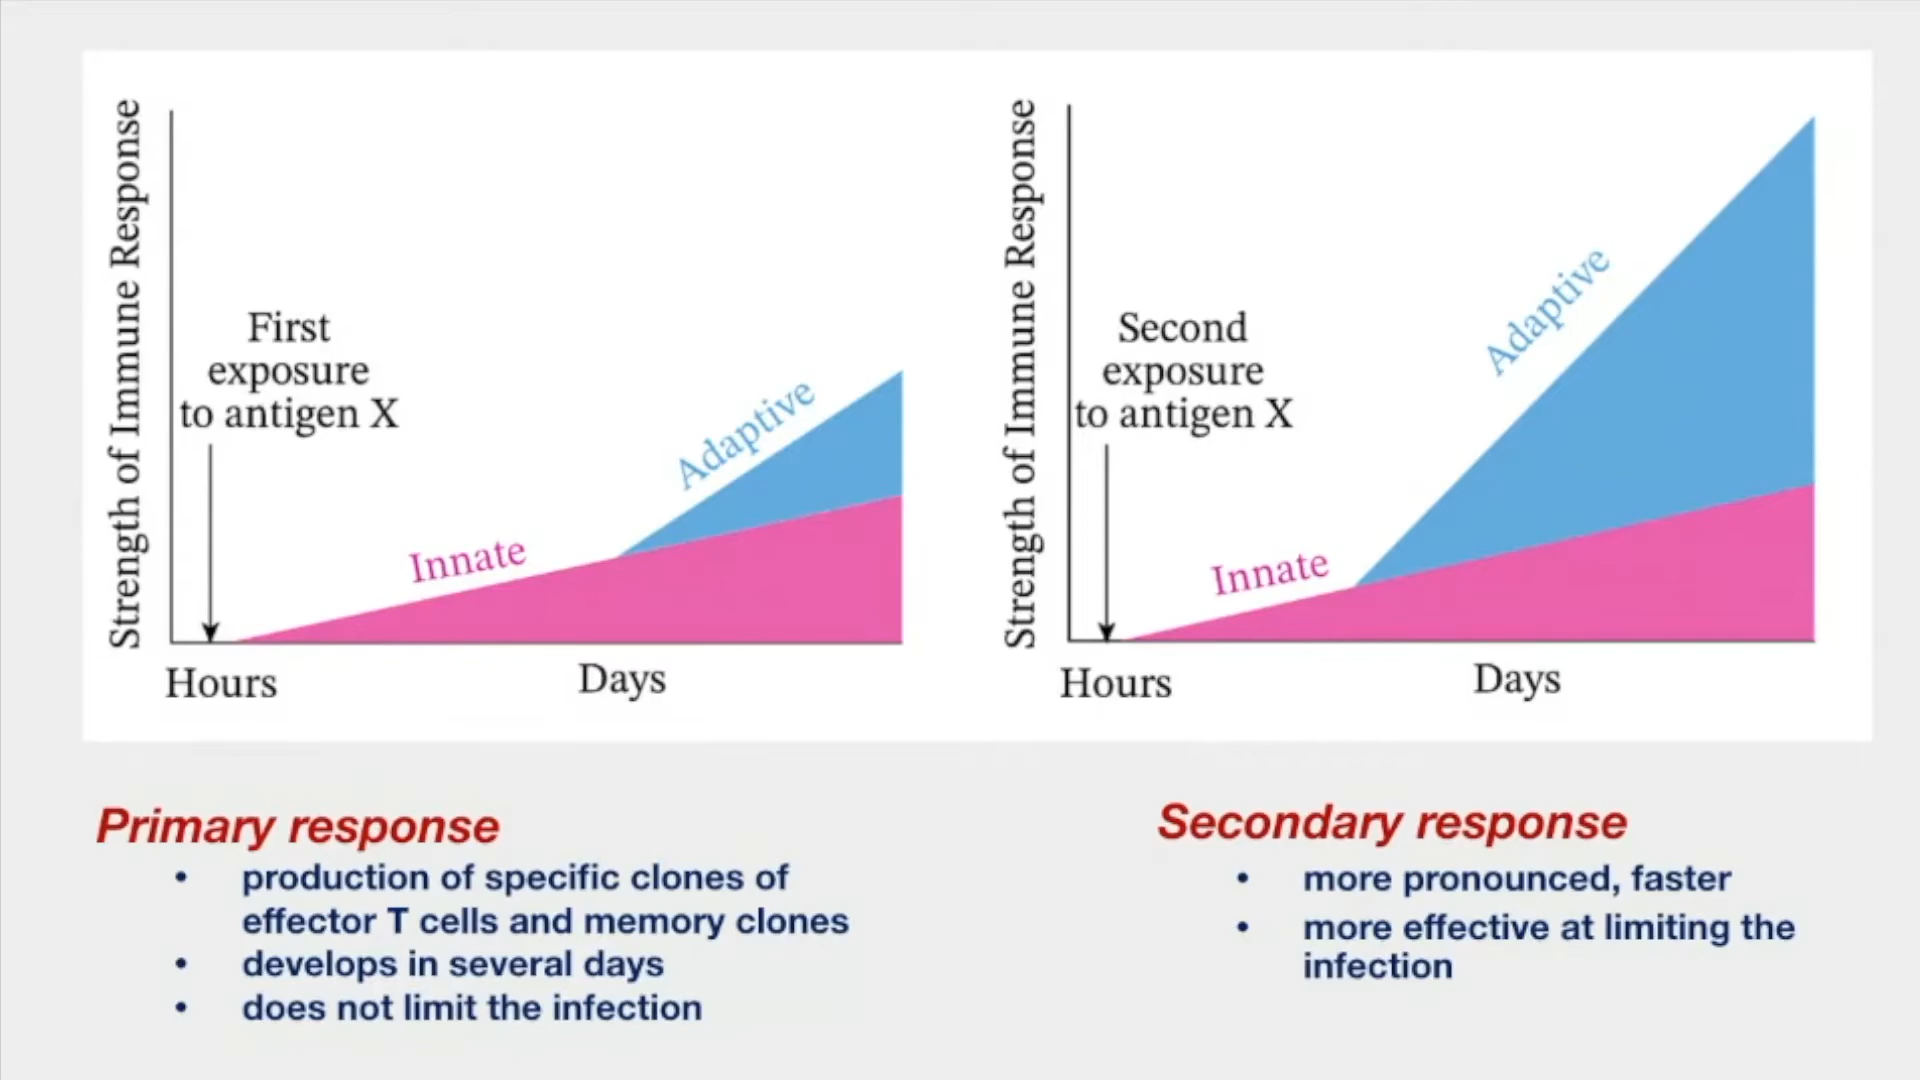 Strength of Immune Response
First
exposure
to antigen X
Innate
Adaptive
Hours
Days
Strength of Immune Response
Second
exposure
to antigen X
Innate
Adaptive
Hours
Days
Primary response
• production of specific clones of
effector T cells and memory clones
• develops in several days
• does not limit the infection
Secondary response
• more pronounced, faster
• more effective at limiting the
infection